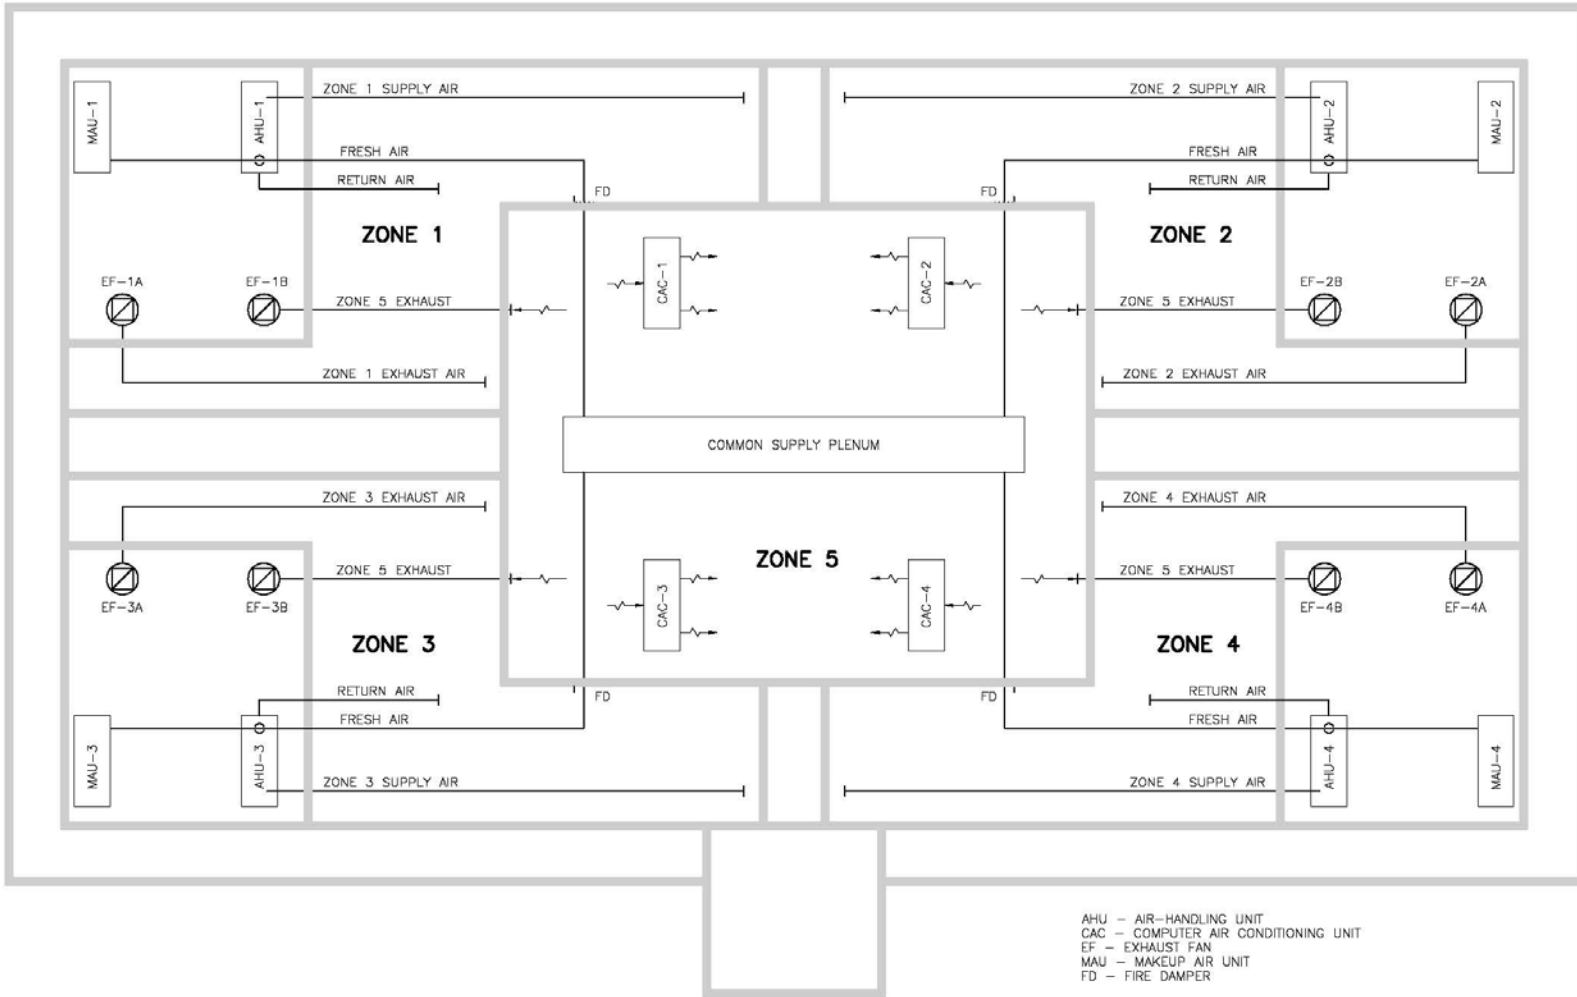 ZONE 1 SUPPLY AIR
ZONE 2 SUPPLY AIR
MAU-1
AHU-1
AHU-2
MAU-2
FRESH AIR
FRESH AIR
RETURN AIR
RETURN AIR
FD
FD
ZONE 1
ZONE 2
CAC-1
CAC-2
EF-1A
EF-1B
EF-2B
EF-2A
ZONE 5 EXHAUST
ZONE 5 EXHAUST
ZONE 1 EXHAUST AIR
ZONE 2 EXHAUST AIR
COMMON SUPPLY PLENUM
ZONE 3 EXHAUST AIR
ZONE 4 EXHAUST AIR
ZONE 5
ZONE 5 EXHAUST
ZONE 5 EXHAUST
EF-3A
EF-3B
CAC-3
CAC-4
EF-4B
EF-4A
ZONE 3
ZONE 4
RETURN AIR
FD
FD
RETURN AIR
FRESH AIR
FRESH AIR
MAU-3
AHU-3
AHU-4
MAU-4
ZONE 3 SUPPLY AIR
ZONE 4 SUPPLY AIR
AHU - AIR-HANDLING UNIT
CAC - COMPUTER AIR CONDITIONING UNIT
EF - EXHAUST FAN
MAU - MAKEUP AIR UNIT
FD - FIRE DAMPER